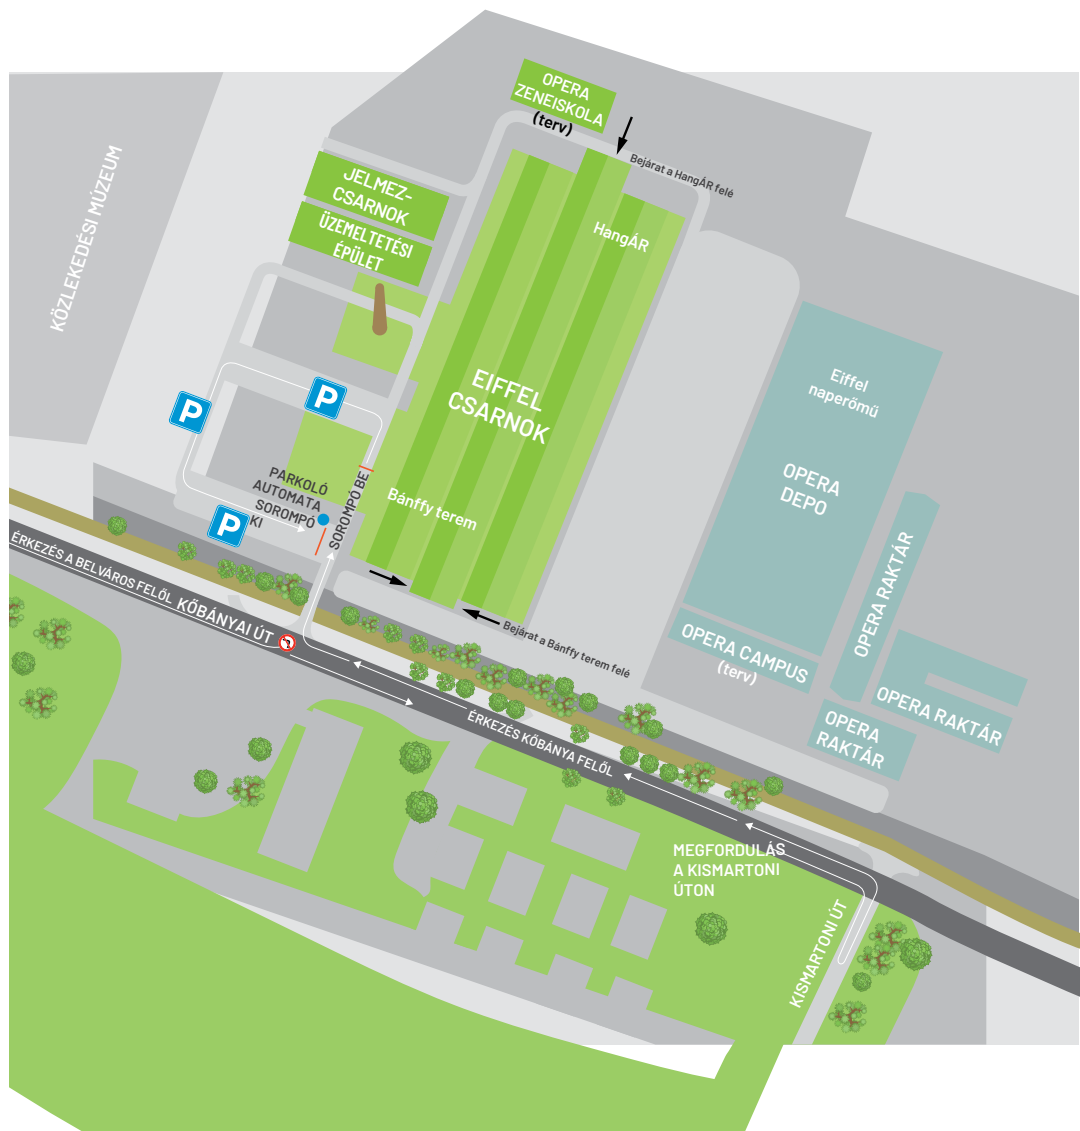 OPERA
ZENEISKOLA
(terv)
Bejárat a HangÁR felé
KÖZLEKEDÉSI MÚZEUM
JELMEZ-
CSARNOK
ÜZEMELTETÉSI
ÉPÜLET
HangÁR
EIFFEL
CSARNOK
Eiffel
naperőmű
OPERA
DEPO
P
P
P
PARKOLÓ
AUTOMATA
SOROMPÓ
KI
SOROMPÓ BE
Bánffy terem
Bejárat a Bánffy terem felé
OPERA RAKTÁR
OPERA CAMPUS
(terv)
OPERA RAKTÁR
OPERA
RAKTÁR
ÉRKEZÉS A BELVÁROS FELŐL
KŐBÁNYAI ÚT
ÉRKEZÉS KŐBÁNYA FELŐL
MEGFORDULÁS
A KISMARTONI
ÚTON
KISMARTONI ÚT